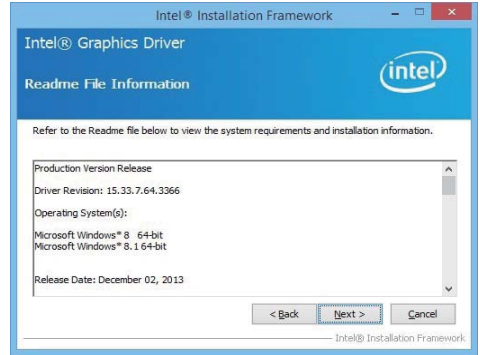 Intel® Installation Framework
Intel® Graphics Driver
Readme File Information
intel
Refer to the Readme file below to view the system requirements and installation information.
Production Version Release
Driver Revision: 15.33.7.64.3366
Operating System(s):
Microsoft Windows* 8 64-bit
Microsoft Windows* 8.1 64-bit
Release Date: December 02, 2013
< Back Next > Cancel
Intel® Installation Framework